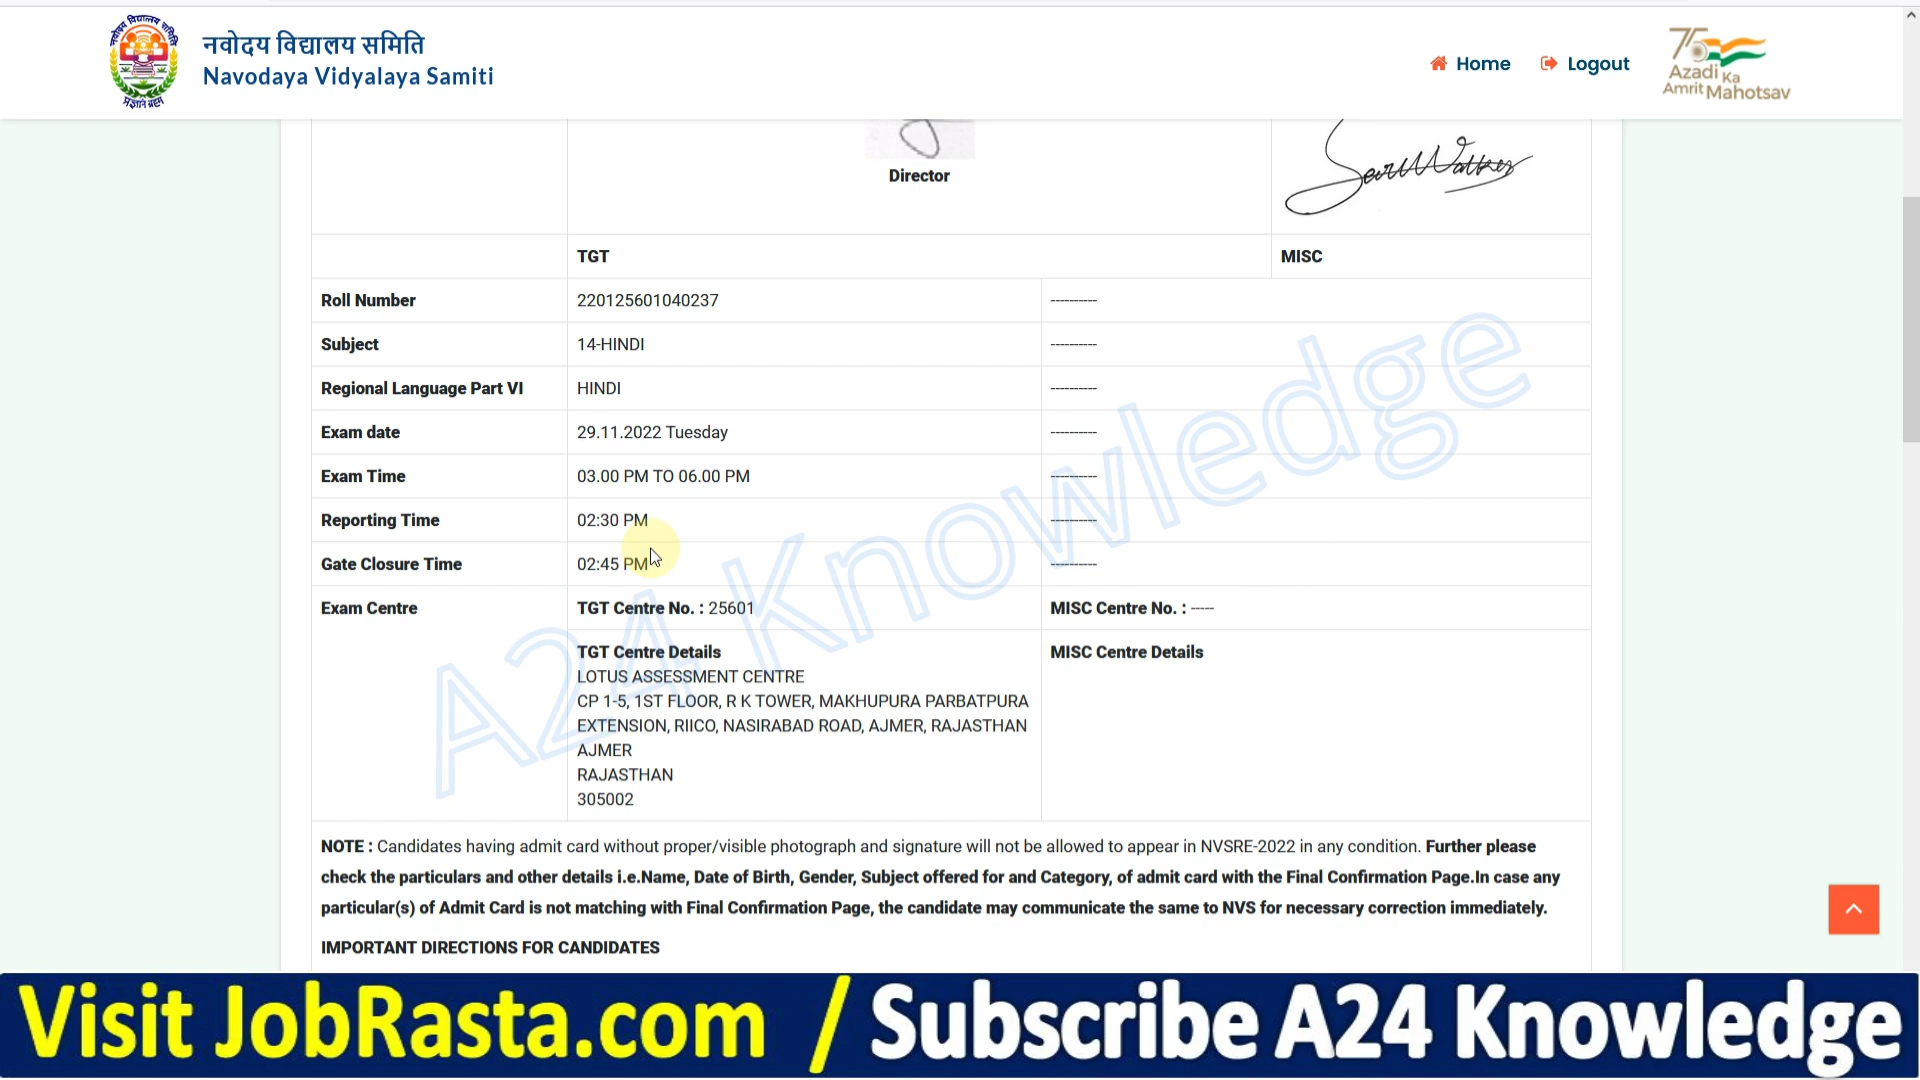 नवोदय विद्यालय समिति
Navodaya Vidyalaya Samiti
सुज्ञानं ब्रह्म
Home
Logout
75
Azadi Ka
Amrit Mahotsav
Director
TGT MISC
Roll Number 220125601040237 ----------
Subject 14-HINDI ----------
Regional Language Part VI HINDI ----------
Exam date 29.11.2022 Tuesday ----------
Exam Time 03.00 PM TO 06.00 PM ----------
Reporting Time 02:30 PM ----------
Gate Closure Time 02:45 PM ----------
Exam Centre TGT Centre No. : 25601 MISC Centre No. : -----
TGT Centre Details MISC Centre Details
LOTUS ASSESSMENT CENTRE
CP 1-5, 1ST FLOOR, R K TOWER, MAKHUPURA PARBATPURA
EXTENSION, RIICO, NASIRABAD ROAD, AJMER, RAJASTHAN
AJMER
RAJASTHAN
305002
A24 Knowledge
NOTE : Candidates having admit card without proper/visible photograph and signature will not be allowed to appear in NVSRE-2022 in any condition. Further please
check the particulars and other details i.e.Name, Date of Birth, Gender, Subject offered for and Category, of admit card with the Final Confirmation Page.In case any
particular(s) of Admit Card is not matching with Final Confirmation Page, the candidate may communicate the same to NVS for necessary correction immediately.
IMPORTANT DIRECTIONS FOR CANDIDATES
Visit JobRasta.com / Subscribe A24 Knowledge